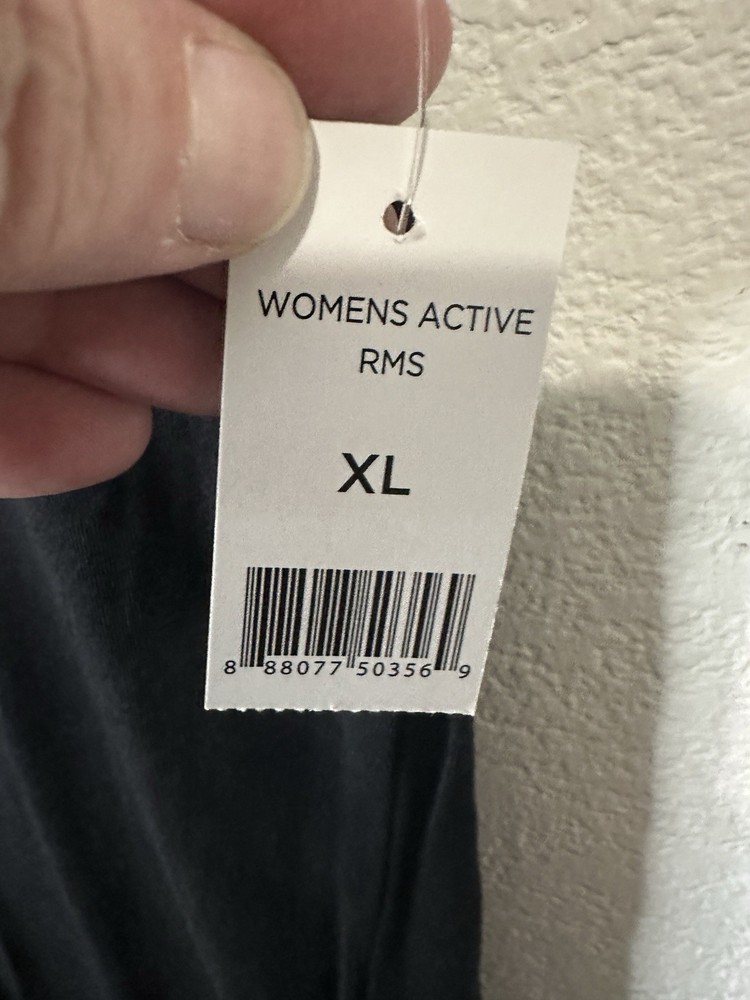 WOMENS ACTIVE
RMS
XL
8 88077 50356 9